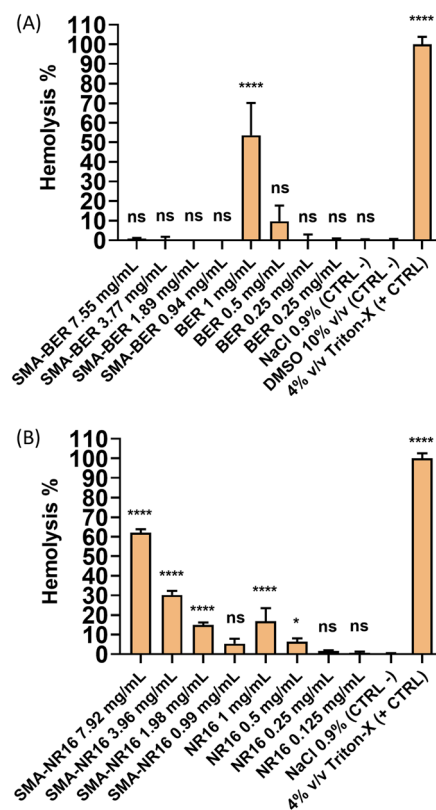 (A)
Hemolysis %
110
100
90
80
70
60
50
40
30
20
10
0
ns
ns
ns
ns
****
ns
ns
ns
ns
****
SMA-BER 7.55 mg/mL
SMA-BER 3.77 mg/mL
SMA-BER 1.89 mg/mL
SMA-BER 0.94 mg/mL
BER 1 mg/mL
BER 0.5 mg/mL
BER 0.25 mg/mL
BER 0.25 mg/mL
NaCl 0.9% (CTRL -)
DMSO 10% v/v (CTRL -)
4% v/v Triton-X (+ CTRL)
(B)
Hemolysis %
110
100
90
80
70
60
50
40
30
20
10
0
****
****
****
ns
****
*
ns
ns
****
SMA-NR16 7.92 mg/mL
SMA-NR16 3.96 mg/mL
SMA-NR16 1.98 mg/mL
SMA-NR16 0.99 mg/mL
NR16 1 mg/mL
NR16 0.5 mg/mL
NR16 0.25 mg/mL
NR16 0.125 mg/mL
NaCl 0.9% (CTRL -)
4% v/v Triton-X (+ CTRL)